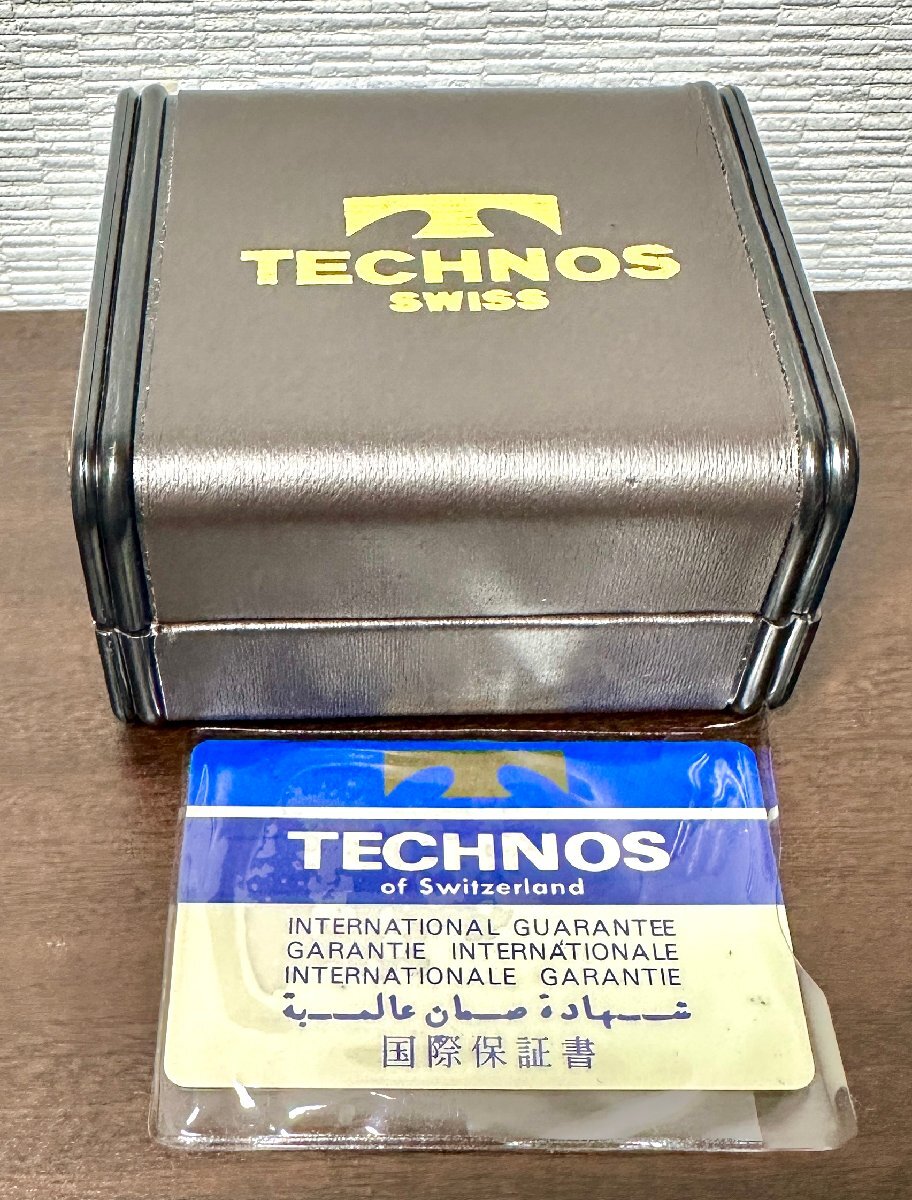 TECHNOS
SWISS
TECHNOS
of Switzerland
INTERNATIONAL GUARANTEE
GARANTIE INTERNATIONALE
INTERNATIONALE GARANTIE
شهادة ضمان عالمية
国際保証書